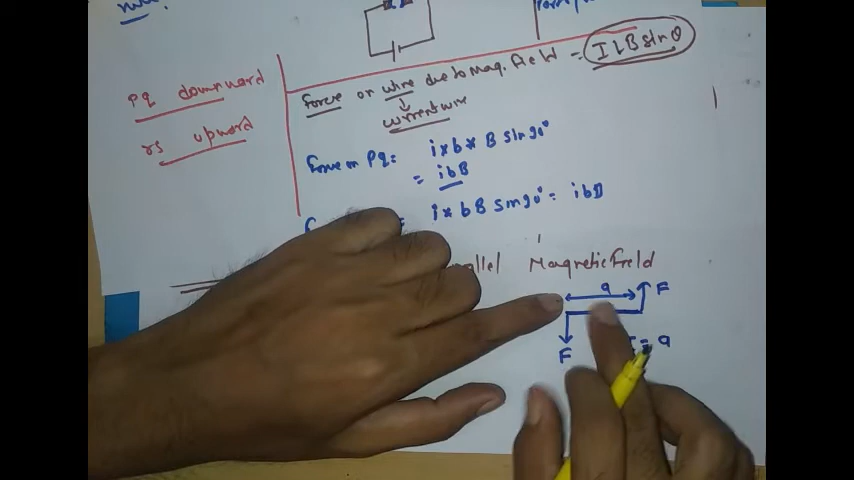 pq downward
rs upward
Force on wire due to Mag. Field = ILB sin θ
current wire
Force on Pq = i × b × B sin 90°
= ibB
= i × bB sin 90° = ibB
Magnetic Field
a
F
F
= a